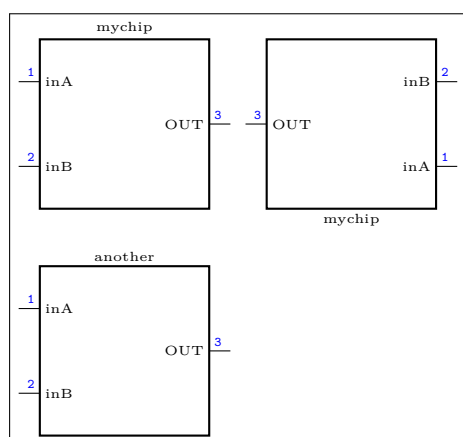 mychip
1 inA
2 inB
OUT 3
3 OUT
inB 2
inA 1
mychip
another
1 inA
2 inB
OUT 3